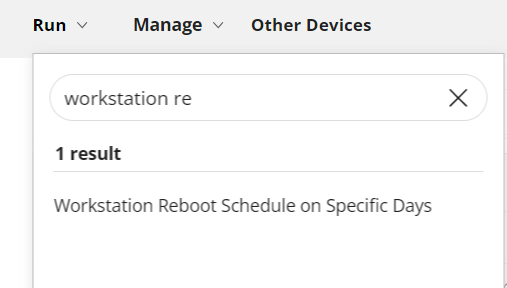 Run Manage Other Devices
workstation re
1 result
Workstation Reboot Schedule on Specific Days